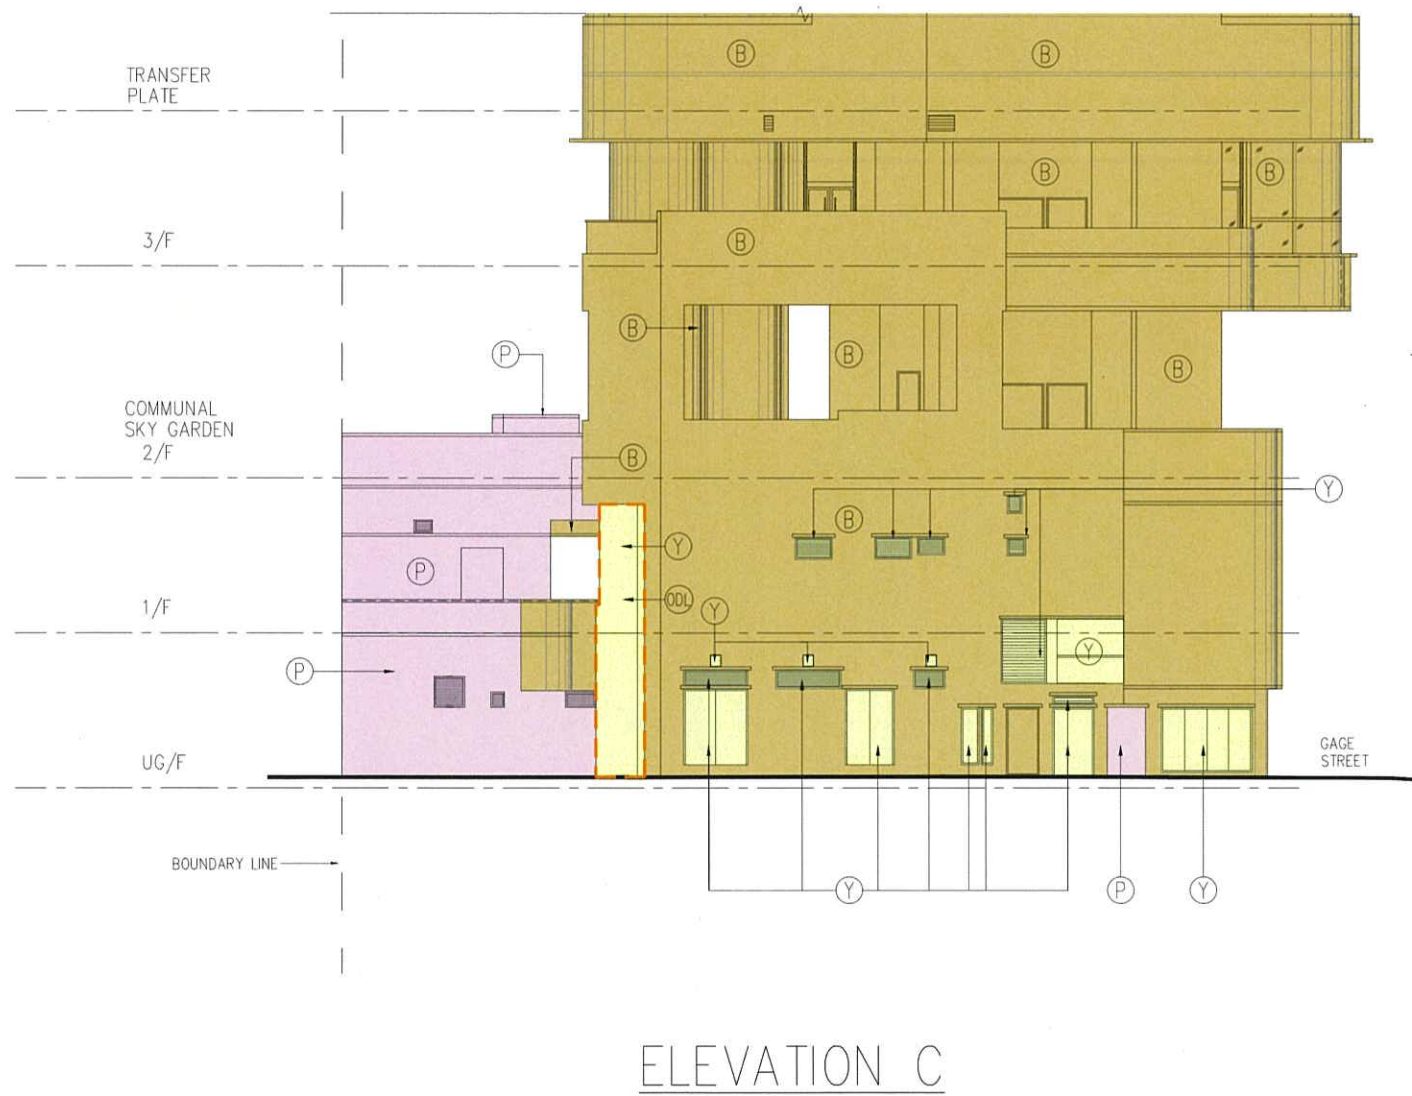 B
B
TRANSFER
PLATE
B
B
3/F
B
B
P
B
B
COMMUNAL
SKY GARDEN
2/F
B
Y
B
Y
P
ODL
1/F
Y
Y
P
UG/F
GAGE
STREET
BOUNDARY LINE
Y
P
Y
ELEVATION C